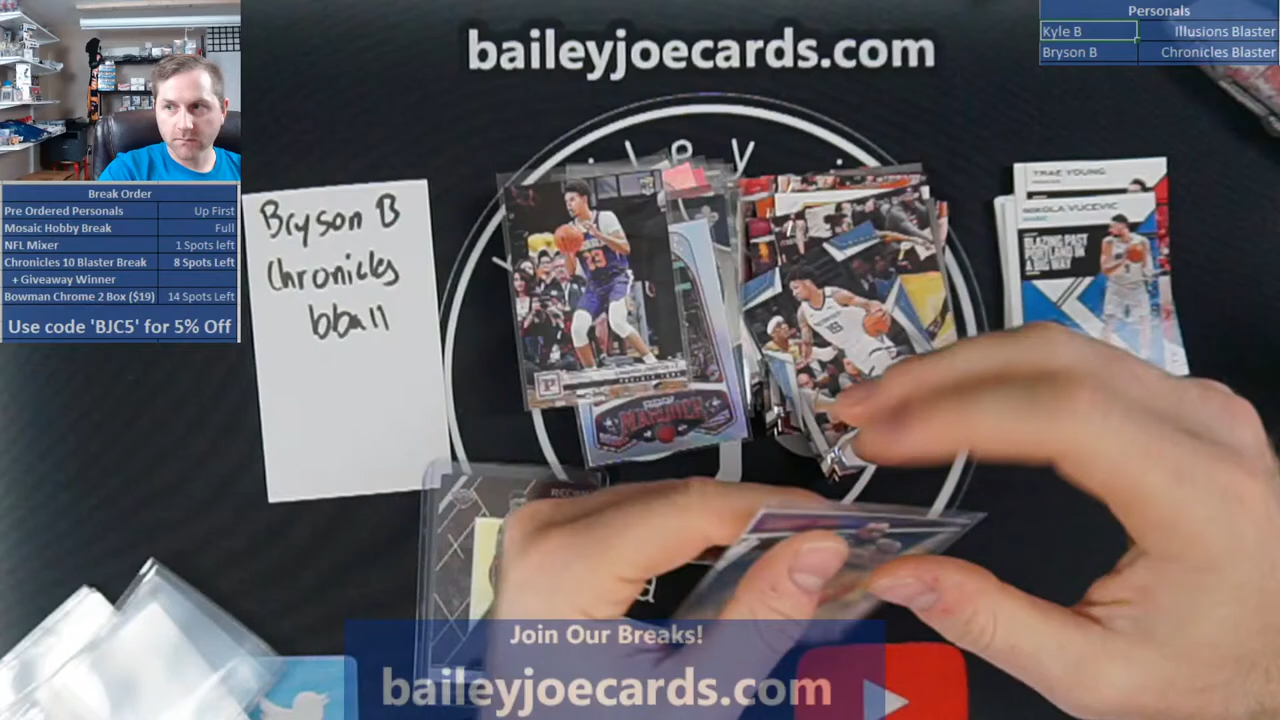 baileyjoecards.com
Personals
Kyle B Illusions Blaster
Bryson B Chronicles Blaster
Break Order
Pre Ordered Personals Up First
Mosaic Hobby Break Full
NFL Mixer 1 Spots left
Chronicles 10 Blaster Break 8 Spots Left
+ Giveaway Winner
Bowman Chrome 2 Box ($19) 14 Spots Left
Use code 'BJC5' for 5% Off
Bryson B
Chronicles
bball
TRAE YOUNG
NIKOLA VUCEVIC
BLAZING PAST
PORTLAND IN
A BIG WAY
MARQUEE
Join Our Breaks!
baileyjoecards.com